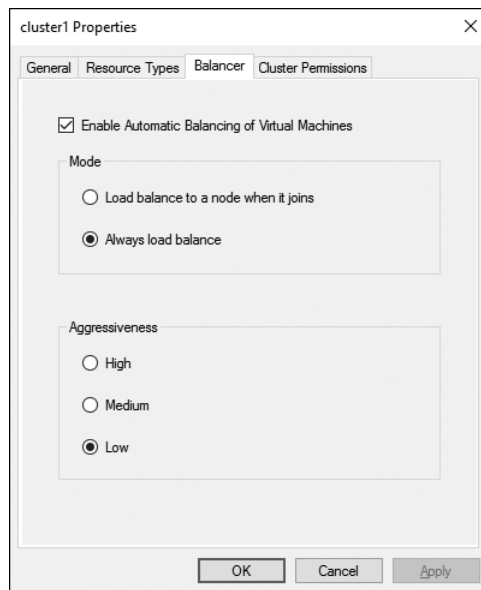 cluster1 Properties
General Resource Types Balancer Cluster Permissions
Enable Automatic Balancing of Virtual Machines
Mode
Load balance to a node when it joins
Always load balance
Aggressiveness
High
Medium
Low
OK Cancel Apply